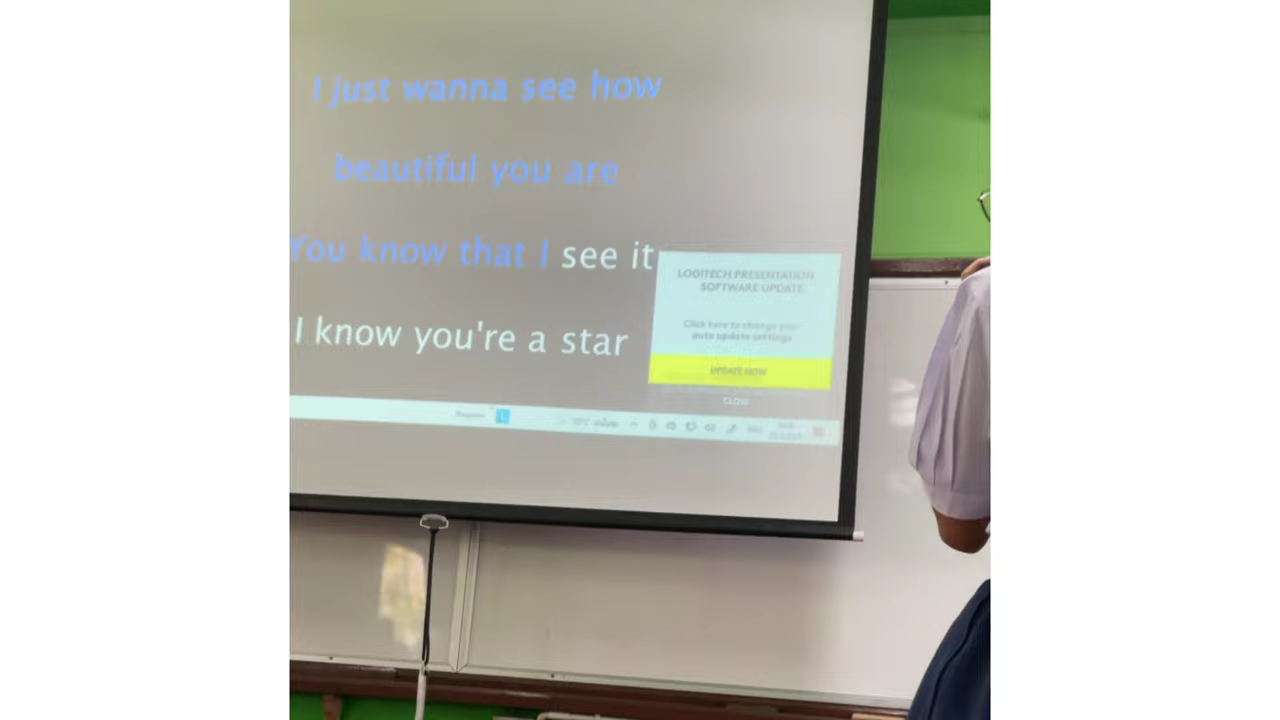 I just wanna see how
beautiful you are
You know that I see it
I know you're a star
LOGITECH PRESENTATION
SOFTWARE UPDATE
Click here to change your
auto update settings
UPDATE NOW
CLOSE